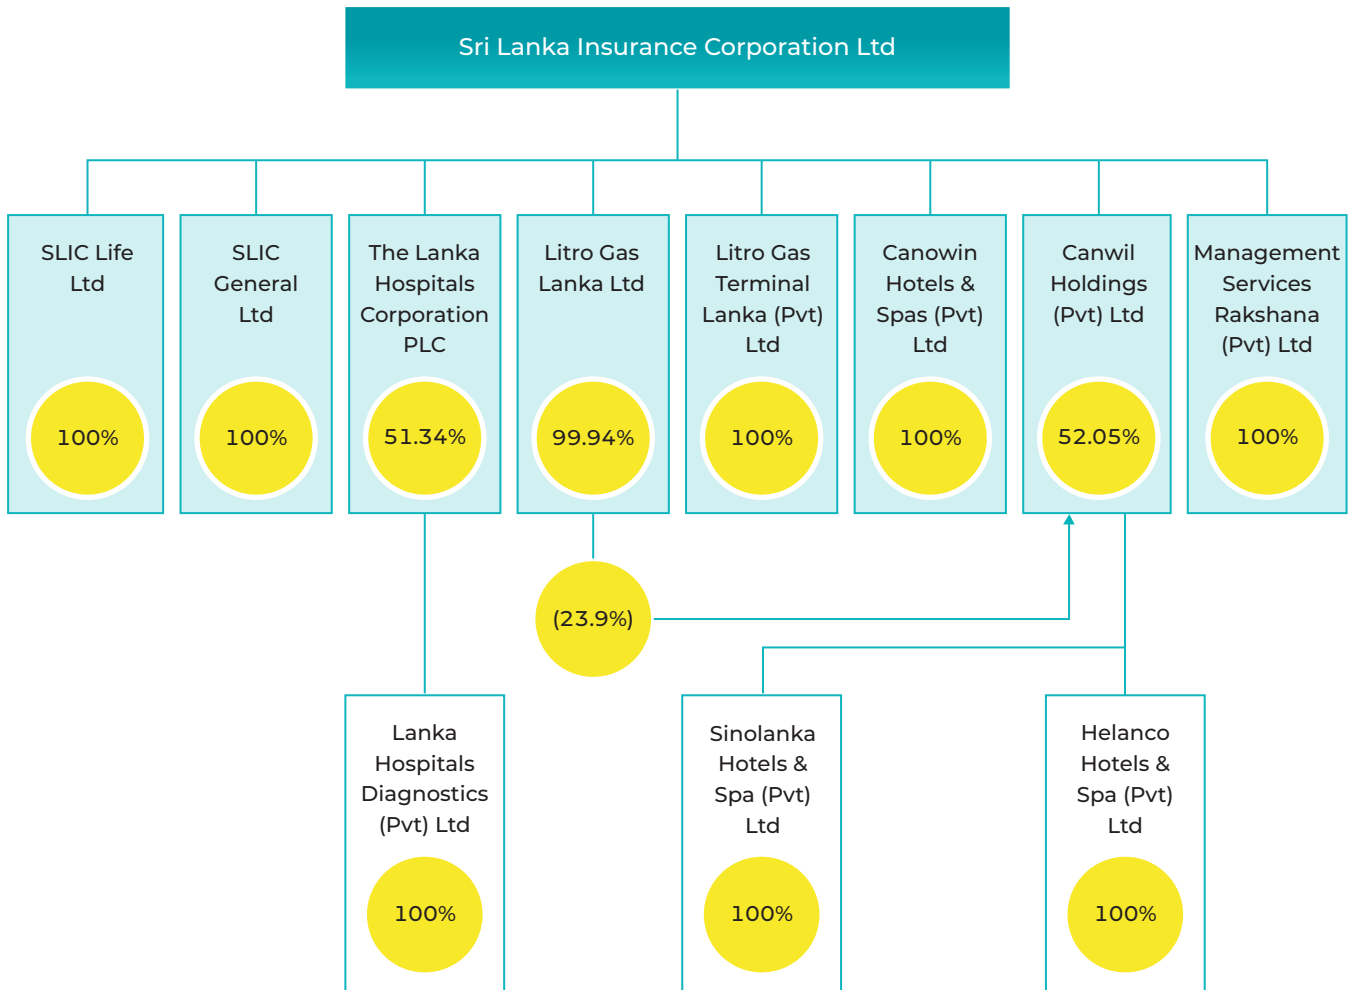 Sri Lanka Insurance Corporation Ltd
SLIC Life
Ltd
100%
SLIC
General
Ltd
100%
The Lanka
Hospitals
Corporation
PLC
51.34%
Litro Gas
Lanka Ltd
99.94%
Litro Gas
Terminal
Lanka (Pvt)
Ltd
100%
Canowin
Hotels &
Spas (Pvt)
Ltd
100%
Canwil
Holdings
(Pvt) Ltd
52.05%
Management
Services
Rakshana
(Pvt) Ltd
100%
(23.9%)
Lanka
Hospitals
Diagnostics
(Pvt) Ltd
100%
Sinolanka
Hotels &
Spa (Pvt)
Ltd
100%
Helanco
Hotels &
Spa (Pvt)
Ltd
100%